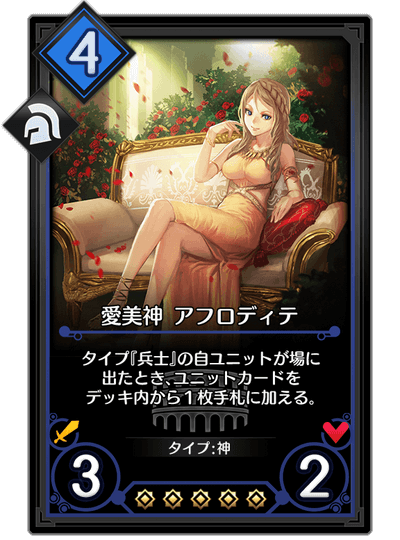 4
愛美神 アフロディテ
タイプ『兵士』の自ユニットが場に
出たとき、ユニットカードを
デッキ内から1枚手札に加える。
タイプ:神
3
2